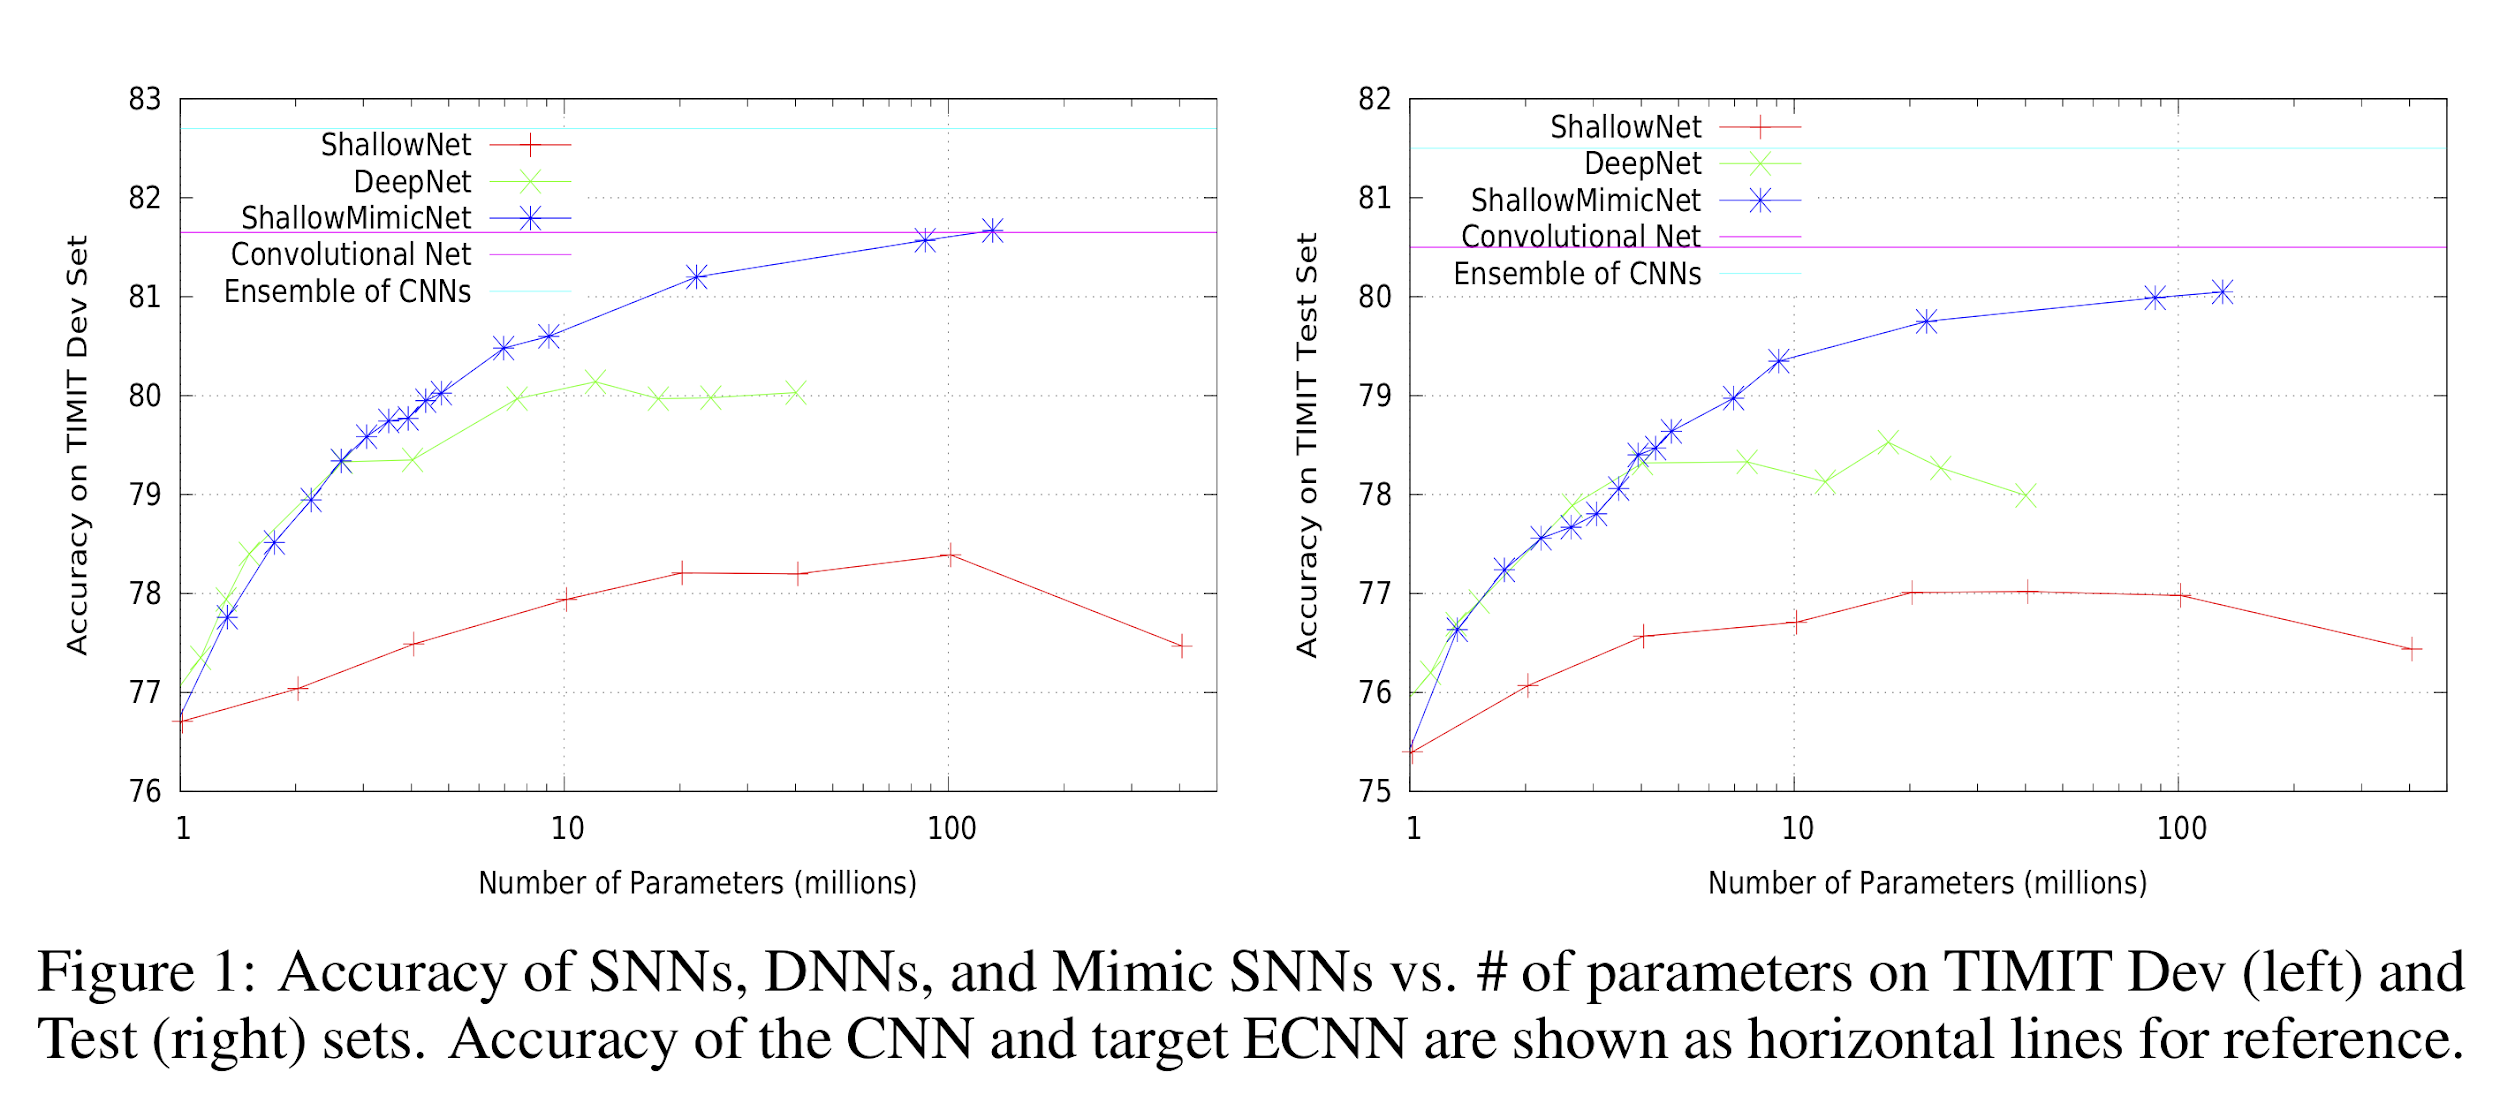 83
82
81
80
79
78
77
76
Accuracy on TIMIT Dev Set
ShallowNet
DeepNet
ShallowMimicNet
Convolutional Net
Ensemble of CNNs
1
10
100
Number of Parameters (millions)
82
81
80
79
78
77
76
75
Accuracy on TIMIT Test Set
ShallowNet
DeepNet
ShallowMimicNet
Convolutional Net
Ensemble of CNNs
1
10
100
Number of Parameters (millions)
Figure 1: Accuracy of SNNs, DNNs, and Mimic SNNs vs. # of parameters on TIMIT Dev (left) and
Test (right) sets. Accuracy of the CNN and target ECNN are shown as horizontal lines for reference.